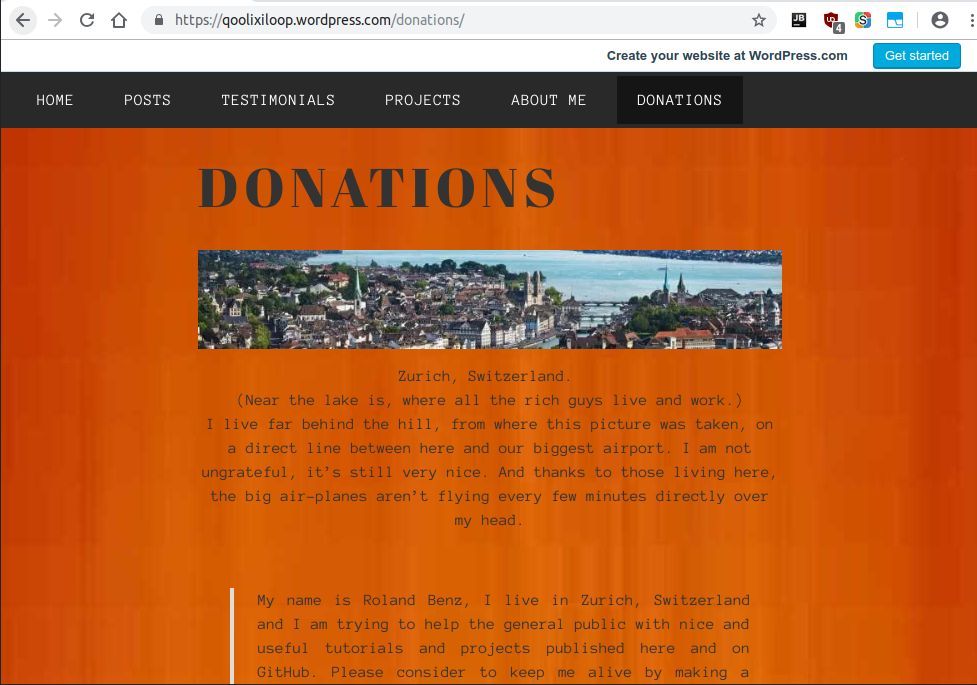 https://qoolixiloop.wordpress.com/donations/
JB
4
S
Create your website at WordPress.com
Get started
HOME
POSTS
TESTIMONIALS
PROJECTS
ABOUT ME
DONATIONS
DONATIONS
Zurich, Switzerland.
(Near the lake is, where all the rich guys live and work.)
I live far behind the hill, from where this picture was taken, on
a direct line between here and our biggest airport. I am not
ungrateful, it’s still very nice. And thanks to those living here,
the big air-planes aren’t flying every few minutes directly over
my head.
My name is Roland Benz, I live in Zurich, Switzerland
and I am trying to help the general public with nice and
useful tutorials and projects published here and on
GitHub. Please consider to keep me alive by making a